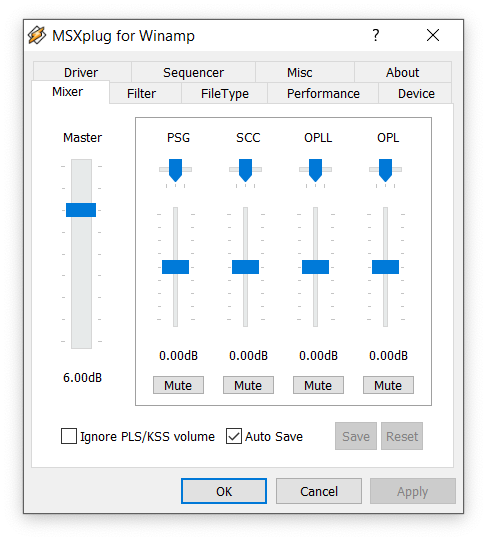 MSXplug for Winamp ? 
Driver Sequencer Misc About
Mixer Filter FileType Performance Device
Master PSG SCC OPLL OPL
0.00dB 0.00dB 0.00dB 0.00dB
6.00dB
Mute Mute Mute Mute
Ignore PLS/KSS volume Auto Save Save Reset
OK Cancel Apply